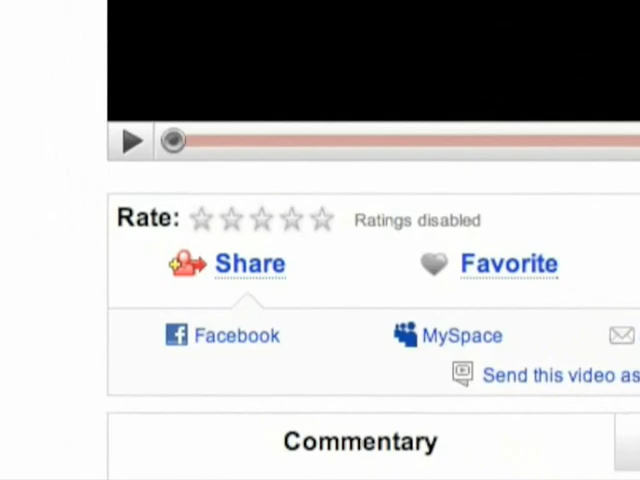 Rate: Ratings disabled
Share Favorite
Facebook MySpace
Send this video as
Commentary